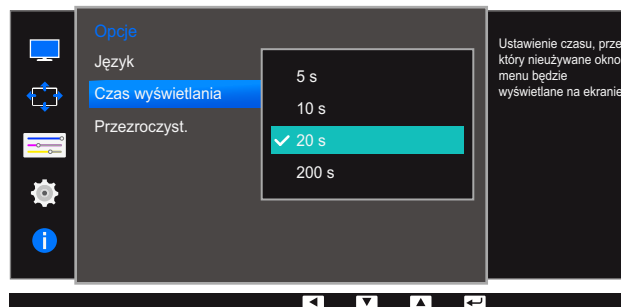 Opcje
Język
Czas wyświetlania
Przezroczyst.
5 s
10 s
20 s
200 s
Ustawienie czasu, prze
który nieużywane okno
menu będzie
wyświetlane na ekranie